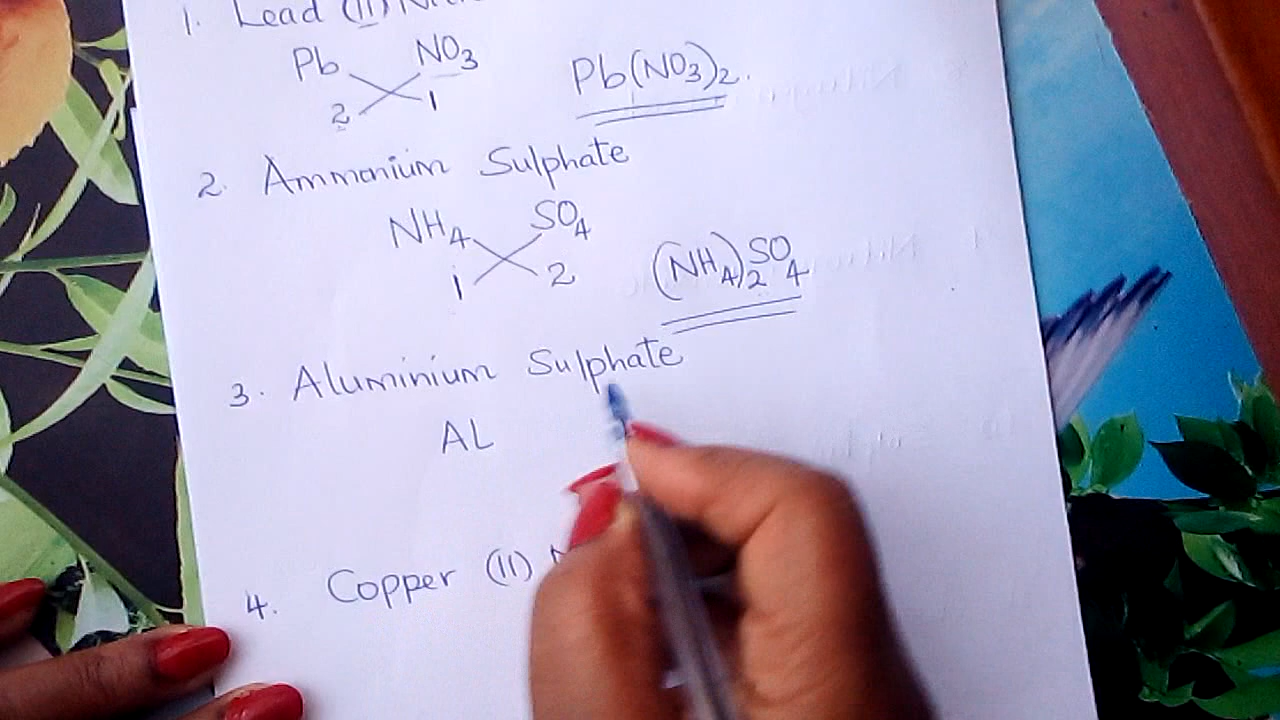 1. Lead (II)
Pb NO3
2 1 Pb(NO3)2.
2. Ammonium Sulphate
NH4 SO4
1 2 (NH4)2SO4
3. Aluminium Sulphate
AL
4. Copper (II)